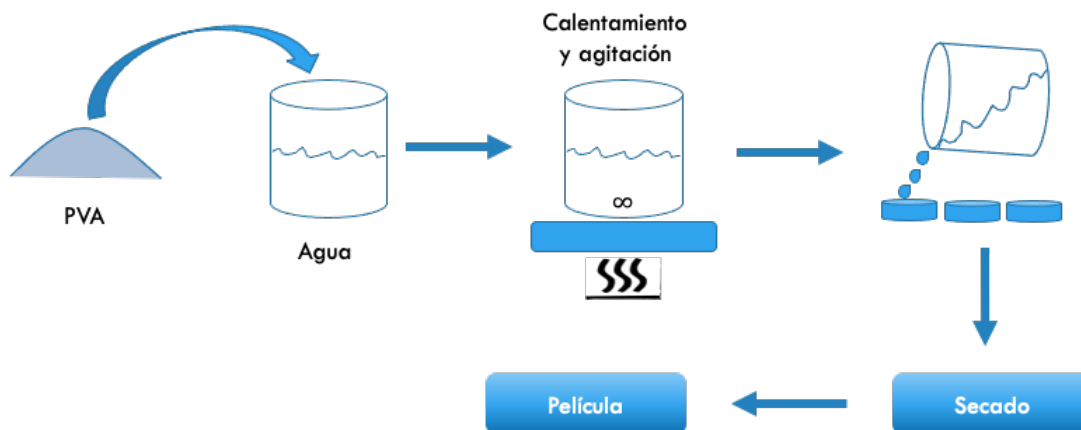 PVA
Agua
Calentamiento
y agitación
∞
Secado
Película